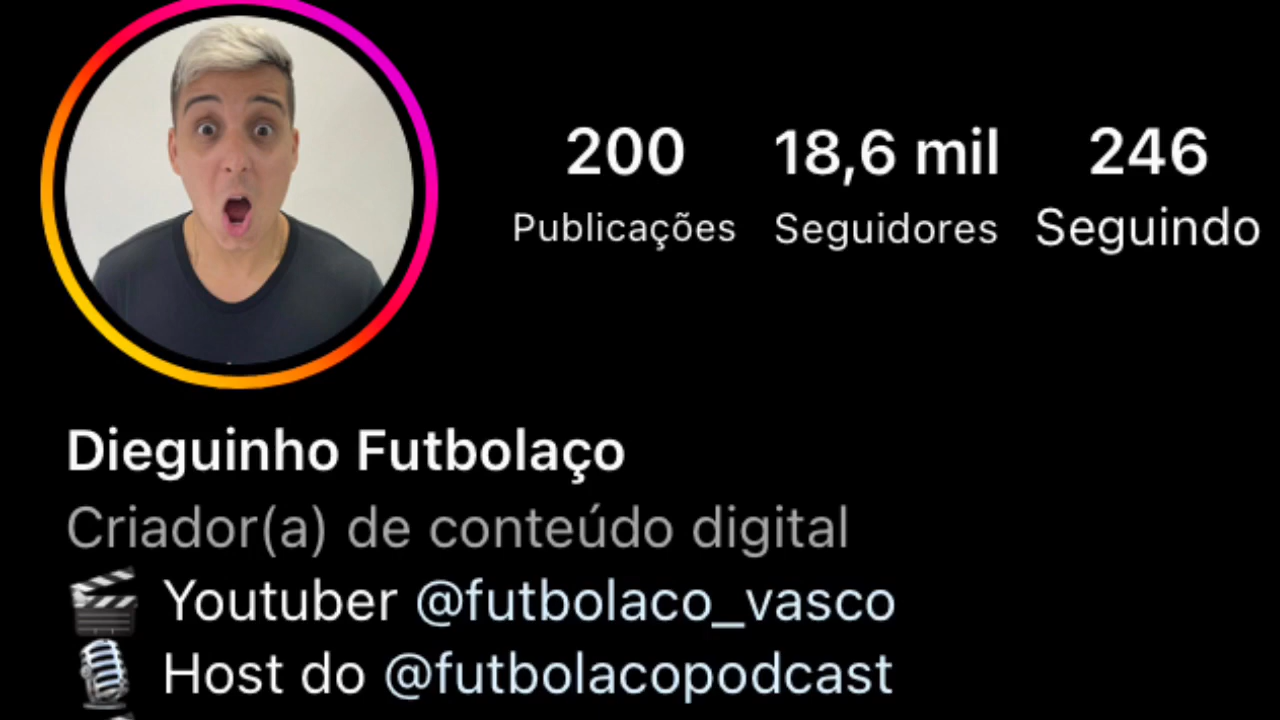 200 18,6 mil 246
Publicações Seguidores Seguindo
Dieguinho Futbolaço
Criador(a) de conteúdo digital
Youtuber @futbolaco_vasco
Host do @futbolacopodcast